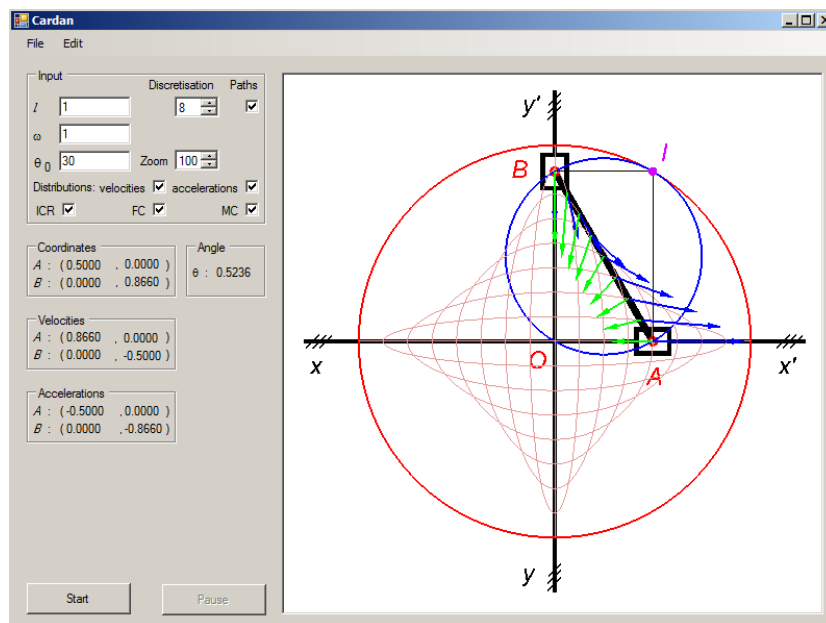 Cardan
File Edit
Input
Discretisation Paths
l 1 8
ω 1
θ 0 30 Zoom 100
Distributions: velocities accelerations
ICR FC MC
Coordinates
A : ( 0.5000 , 0.0000 )
B : ( 0.0000 , 0.8660 )
Angle
θ : 0.5236
Velocities
A : ( 0.8660 , 0.0000 )
B : ( 0.0000 , -0.5000 )
Accelerations
A : ( -0.5000 , 0.0000 )
B : ( 0.0000 , -0.8660 )
Start
Pause
y'
B
I
x
O
A
x'
y